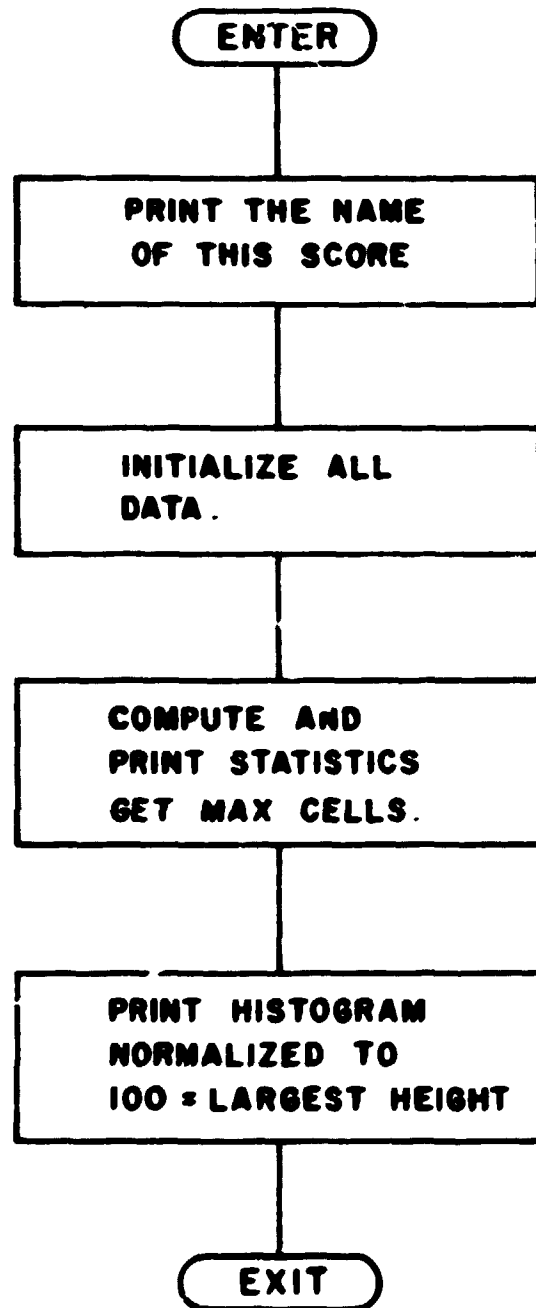 ENTER
PRINT THE NAME
OF THIS SCORE
INITIALIZE ALL
DATA.
COMPUTE AND
PRINT STATISTICS
GET MAX CELLS.
PRINT HISTOGRAM
NORMALIZED TO
100 = LARGEST HEIGHT
EXIT